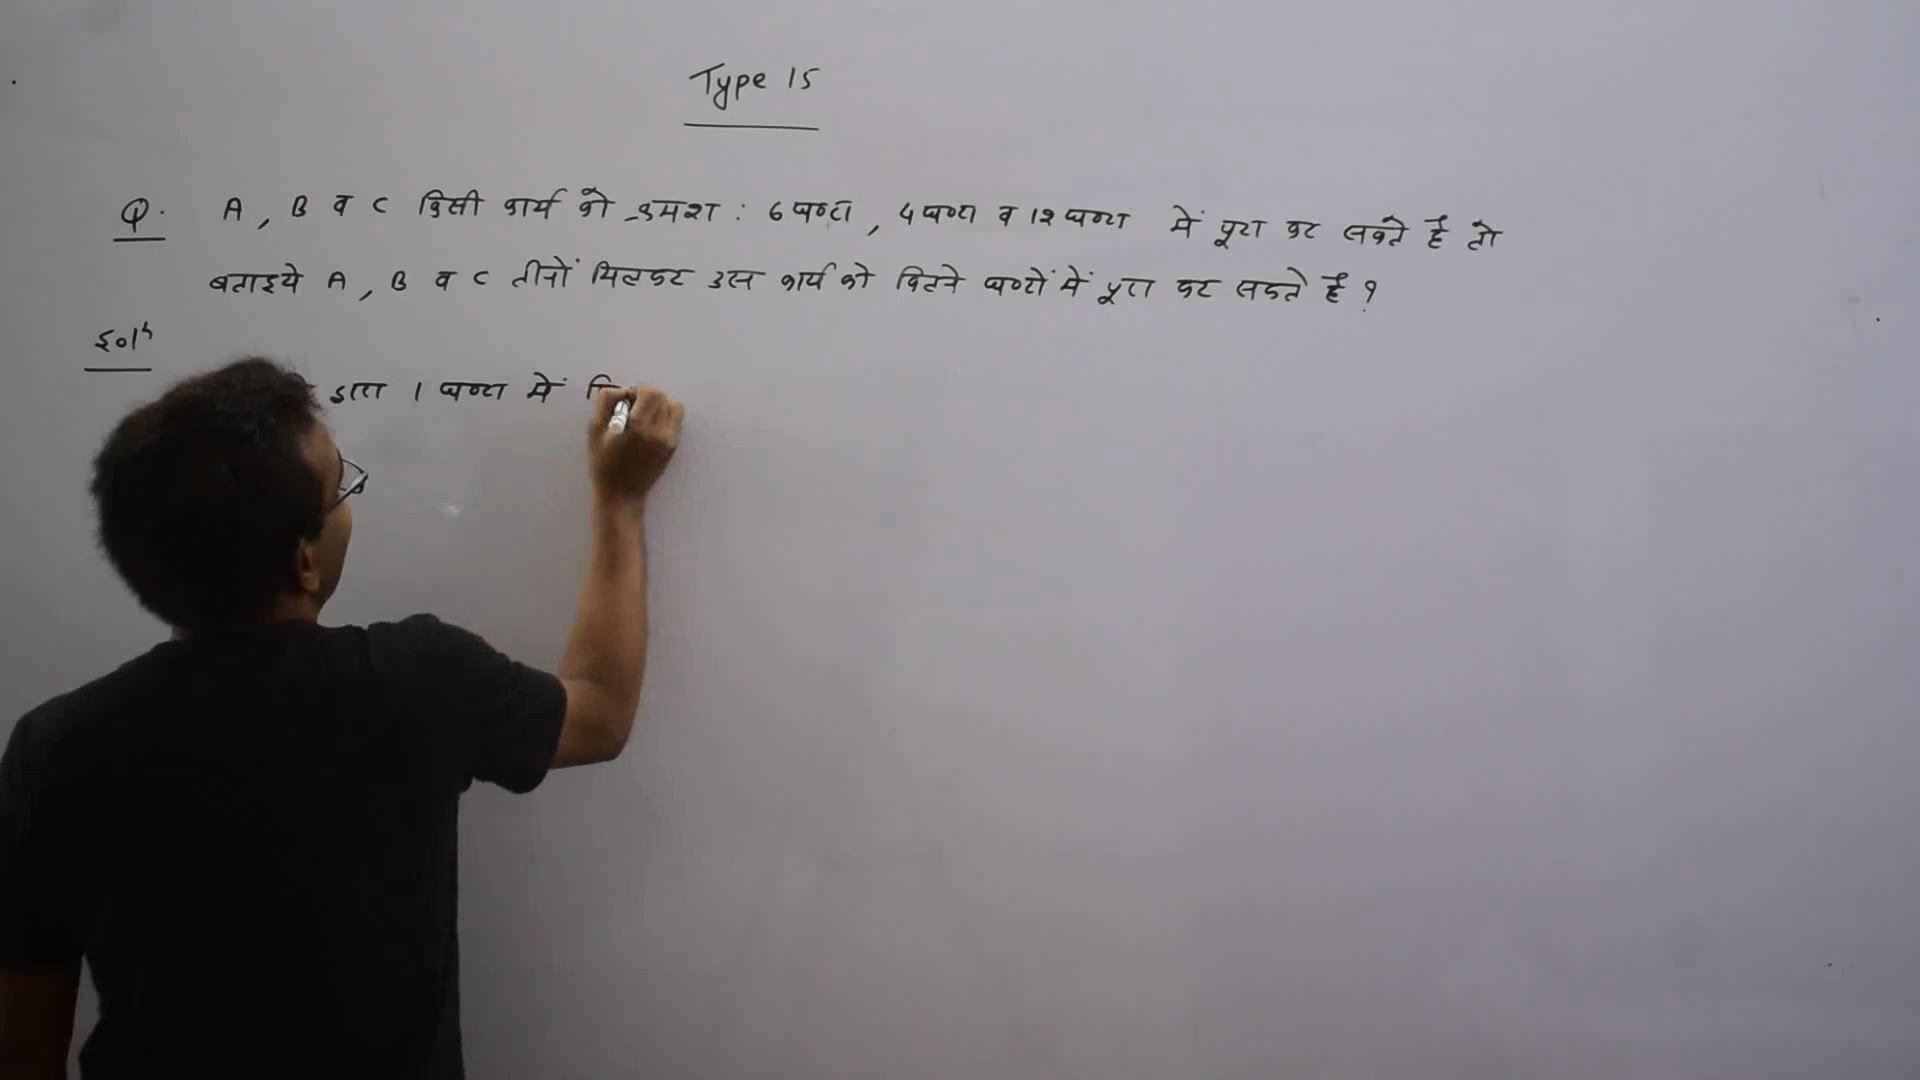 Type 15
Q. A, B व C किसी कार्य को क्रमश: 6 घण्टा, 4 घण्टा व 12 घण्टा में पूरा कर सकते है तो
बताइये A, B व C तीनों मिलकर उस कार्य को कितने घण्टों में पूरा कर सकते है ?
Solⁿ
द्वारा 1 घण्टा में